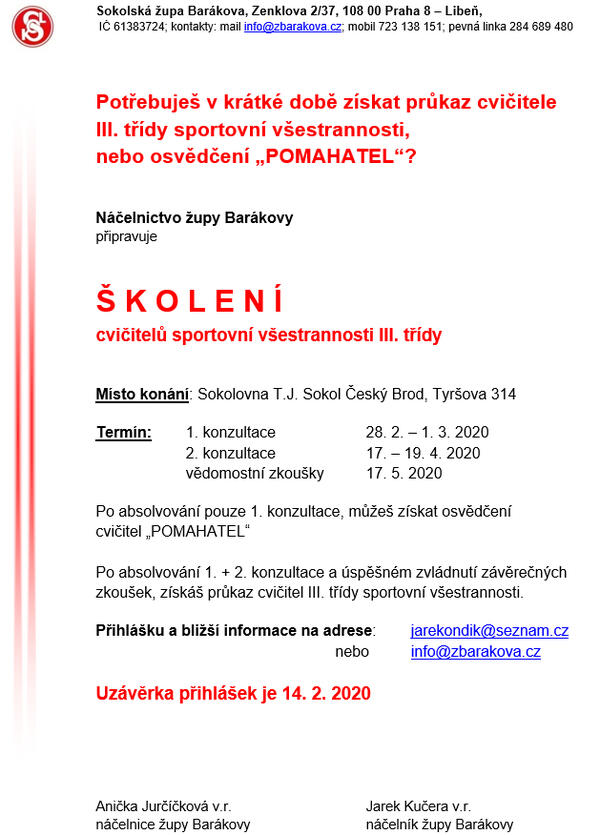 Sokolská župa Barákova, Zenklova 2/37, 108 00 Praha 8 – Libeň,
IČ 61383724; kontakty: mail info@zbarakova.cz; mobil 723 138 151; pevná linka 284 689 480
Potřebuješ v krátké době získat průkaz cvičitele
III. třídy sportovní všestrannosti,
nebo osvědčení „POMAHATEL“?
Náčelnictvo župy Barákovy
připravuje
Š K O L E N Í
cvičitelů sportovní všestrannosti III. třídy
Místo konání: Sokolovna T.J. Sokol Český Brod, Tyršova 314
Termín: 1. konzultace 28. 2. – 1. 3. 2020
2. konzultace 17. – 19. 4. 2020
vědomostní zkoušky 17. 5. 2020
Po absolvování pouze 1. konzultace, můžeš získat osvědčení
cvičitel „POMAHATEL“
Po absolvování 1. + 2. konzultace a úspěšném zvládnutí závěrečných
zkoušek, získáš průkaz cvičitel III. třídy sportovní všestrannosti.
Přihlášku a bližší informace na adrese: jarekondik@seznam.cz
nebo info@zbarakova.cz
Uzávěrka přihlášek je 14. 2. 2020
Anička Jurčíčková v.r. Jarek Kučera v.r.
náčelnice župy Barákovy náčelník župy Barákovy